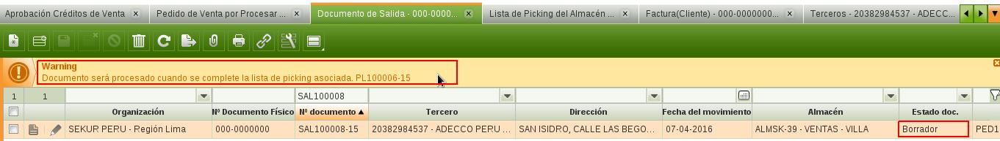 Aprobación Créditos de Venta
Pedido de Venta por Procesar ...
Documento de Salida - 000-0000...
Lista de Picking del Almacén - ...
Factura(Cliente) - 000-0000000...
Terceros - 20382984537 - ADECC...
Warning
Documento será procesado cuando se complete la lista de picking asociada. PL100006-15
1 1 SAL100008
Organización Nº Documento Físico Nº documento Tercero Dirección Fecha del movimiento Almacén Estado doc.
SEKUR PERU - Región Lima 000-0000000 SAL100008-15 20382984537 - ADECCO PERU ... SAN ISIDRO, CALLE LAS BEGO... 07-04-2016 ALMSK-39 - VENTAS - VILLA Borrador PED1